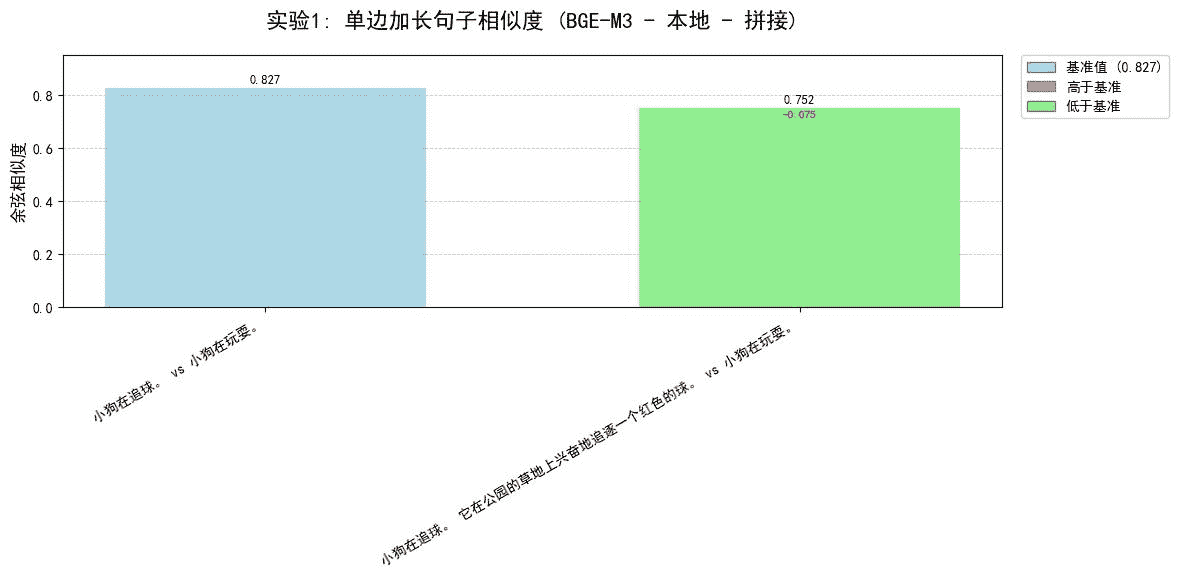 实验1: 单边加长句子相似度 (BGE-M3 - 本地 - 拼接)
余弦相似度
0.8
0.6
0.4
0.2
0.0
0.827
0.752
-0.075
基准值 (0.827)
高于基准
低于基准
小狗在追球。 vs 小狗在玩耍。
小狗在追球。 它在公园的草地上兴奋地追逐一个红色的球。 vs 小狗在玩耍。